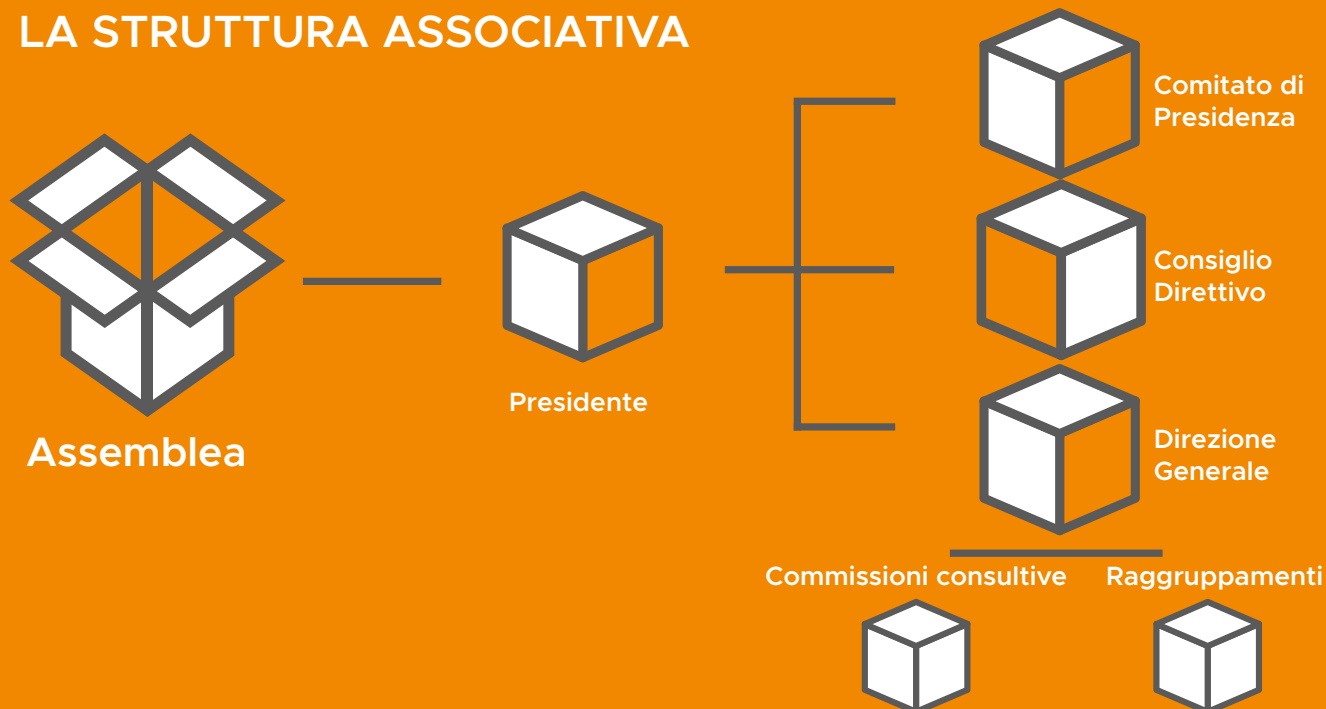 LA STRUTTURA ASSOCIATIVA
Assemblea
Presidente
Comitato di
Presidenza
Consiglio
Direttivo
Direzione
Generale
Commissioni consultive
Raggruppamenti